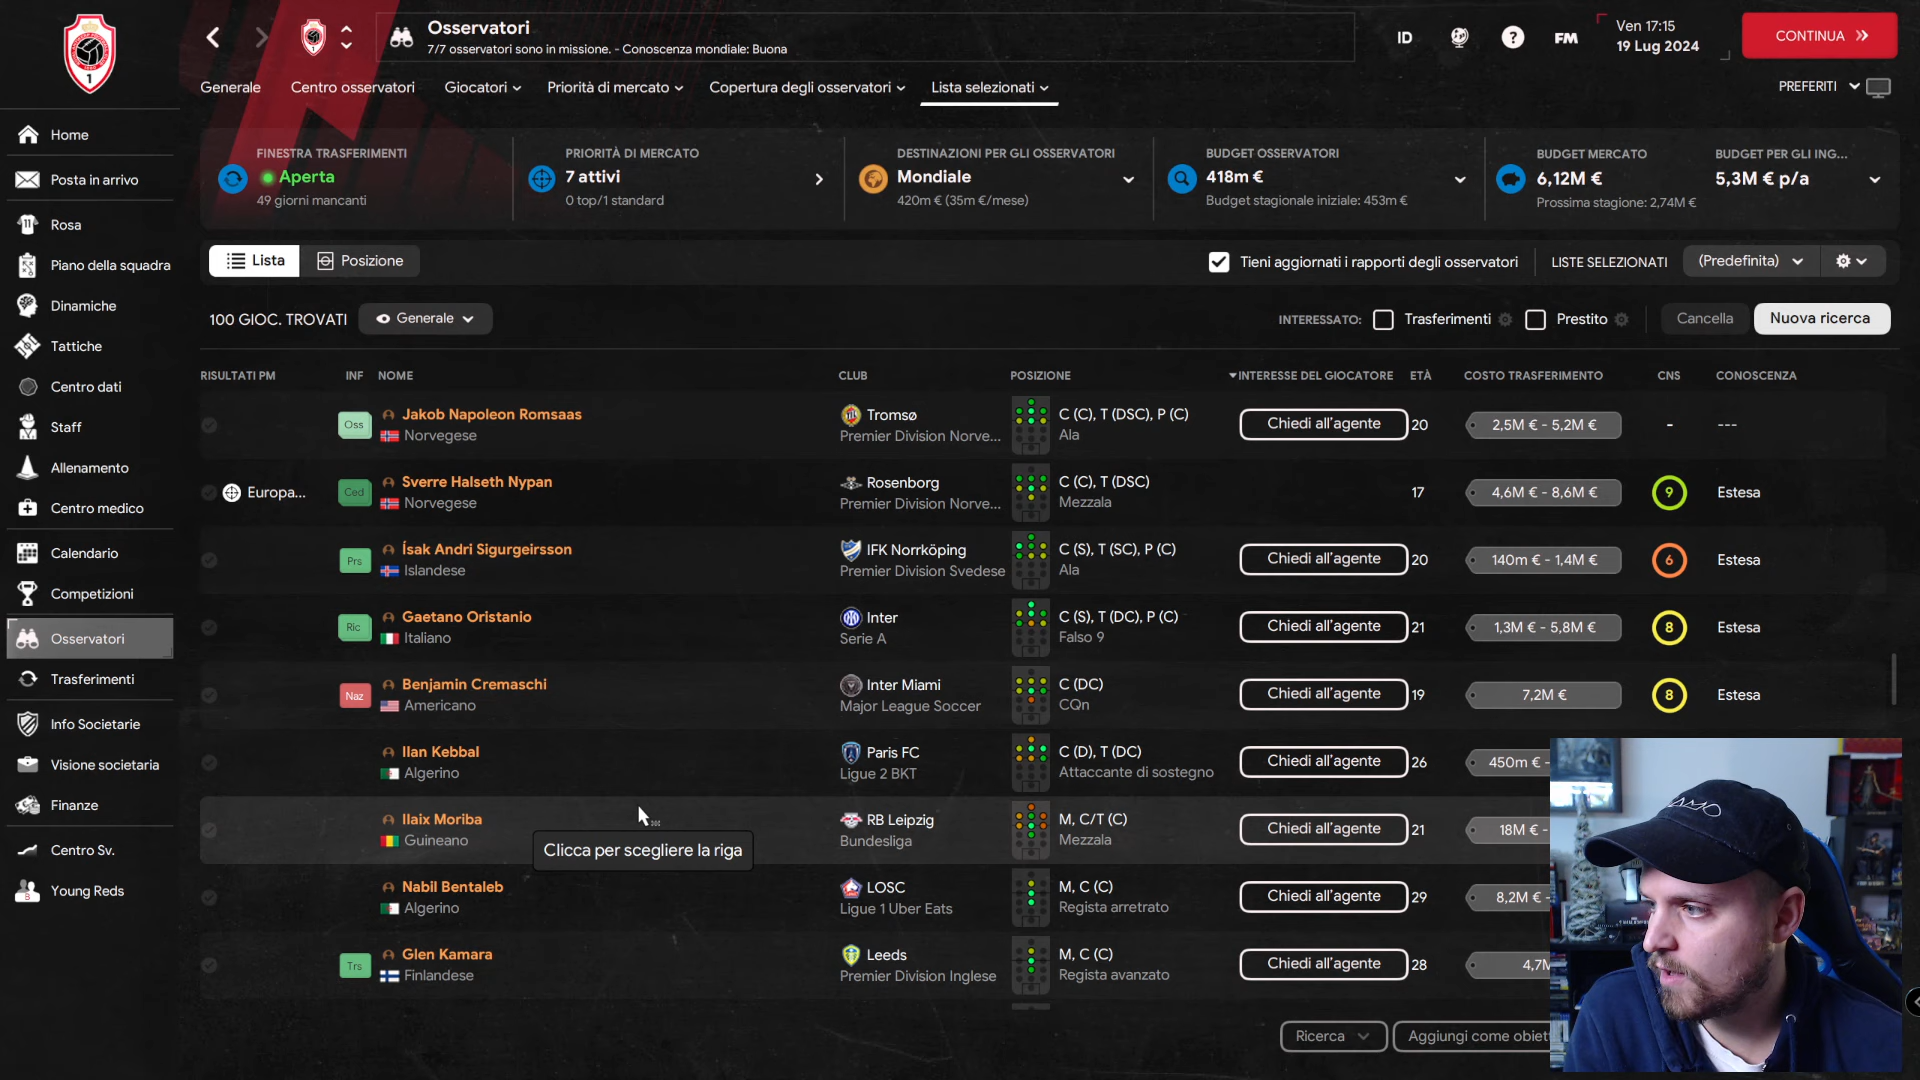 Osservatori
7/7 osservatori sono in missione. - Conoscenza mondiale: Buona
ID
FM
Ven 17:15
19 Lug 2024
CONTINUA
Generale
Centro osservatori
Giocatori
Priorità di mercato
Copertura degli osservatori
Lista selezionati
PREFERITI
Home
Posta in arrivo
Rosa
Piano della squadra
Dinamiche
Tattiche
Centro dati
Staff
Allenamento
Centro medico
Calendario
Competizioni
Osservatori
Trasferimenti
Info Societarie
Visione societaria
Finanze
Centro Sv.
Young Reds
FINESTRA TRASFERIMENTI
Aperta
49 giorni mancanti
PRIORITÀ DI MERCATO
7 attivi
0 top/1 standard
DESTINAZIONI PER GLI OSSERVATORI
Mondiale
420m € (35m €/mese)
BUDGET OSSERVATORI
418m €
Budget stagionale iniziale: 453m €
BUDGET MERCATO
6,12M €
Prossima stagione: 2,74M €
BUDGET PER GLI ING...
5,3M € p/a
Lista
Posizione
Tieni aggiornati i rapporti degli osservatori
LISTE SELEZIONATI
(Predefinita)
100 GIOC. TROVATI
Generale
INTERESSATO:
Trasferimenti
Prestito
Cancella
Nuova ricerca
RISULTATI PM INF NOME CLUB POSIZIONE INTERESSE DEL GIOCATORE ETÀ COSTO TRASFERIMENTO CNS CONOSCENZA
Oss Jakob Napoleon Romsaas Tromsø C (C), T (DSC), P (C) Chiedi all'agente 20 2,5M € - 5,2M € - ---
Norvegese Premier Division Norve... Ala
Europa... Ced Sverre Halseth Nypan Rosenborg C (C), T (DSC) 17 4,6M € - 8,6M € 9 Estesa
Norvegese Premier Division Norve... Mezzala
Prs Ísak Andri Sigurgeirsson IFK Norrköping C (S), T (SC), P (C) Chiedi all'agente 20 140m € - 1,4M € 6 Estesa
Islandese Premier Division Svedese Ala
Ric Gaetano Oristanio Inter C (S), T (DC), P (C) Chiedi all'agente 21 1,3M € - 5,8M € 8 Estesa
Italiano Serie A Falso 9
Naz Benjamin Cremaschi Inter Miami C (DC) Chiedi all'agente 19 7,2M € 8 Estesa
Americano Major League Soccer CQn
Ilan Kebbal Paris FC C (D), T (DC) Chiedi all'agente 26 450m € -
Algerino Ligue 2 BKT Attaccante di sostegno
Ilaix Moriba RB Leipzig M, C/T (C) Chiedi all'agente 21 18M € -
Guineano Bundesliga Mezzala
Clicca per scegliere la riga
Nabil Bentaleb LOSC M, C (C) Chiedi all'agente 29 8,2M € -
Algerino Ligue 1 Uber Eats Regista arretrato
Trs Glen Kamara Leeds M, C (C) Chiedi all'agente 28 4,7M
Finlandese Premier Division Inglese Regista avanzato
Ricerca
Aggiungi come obiett